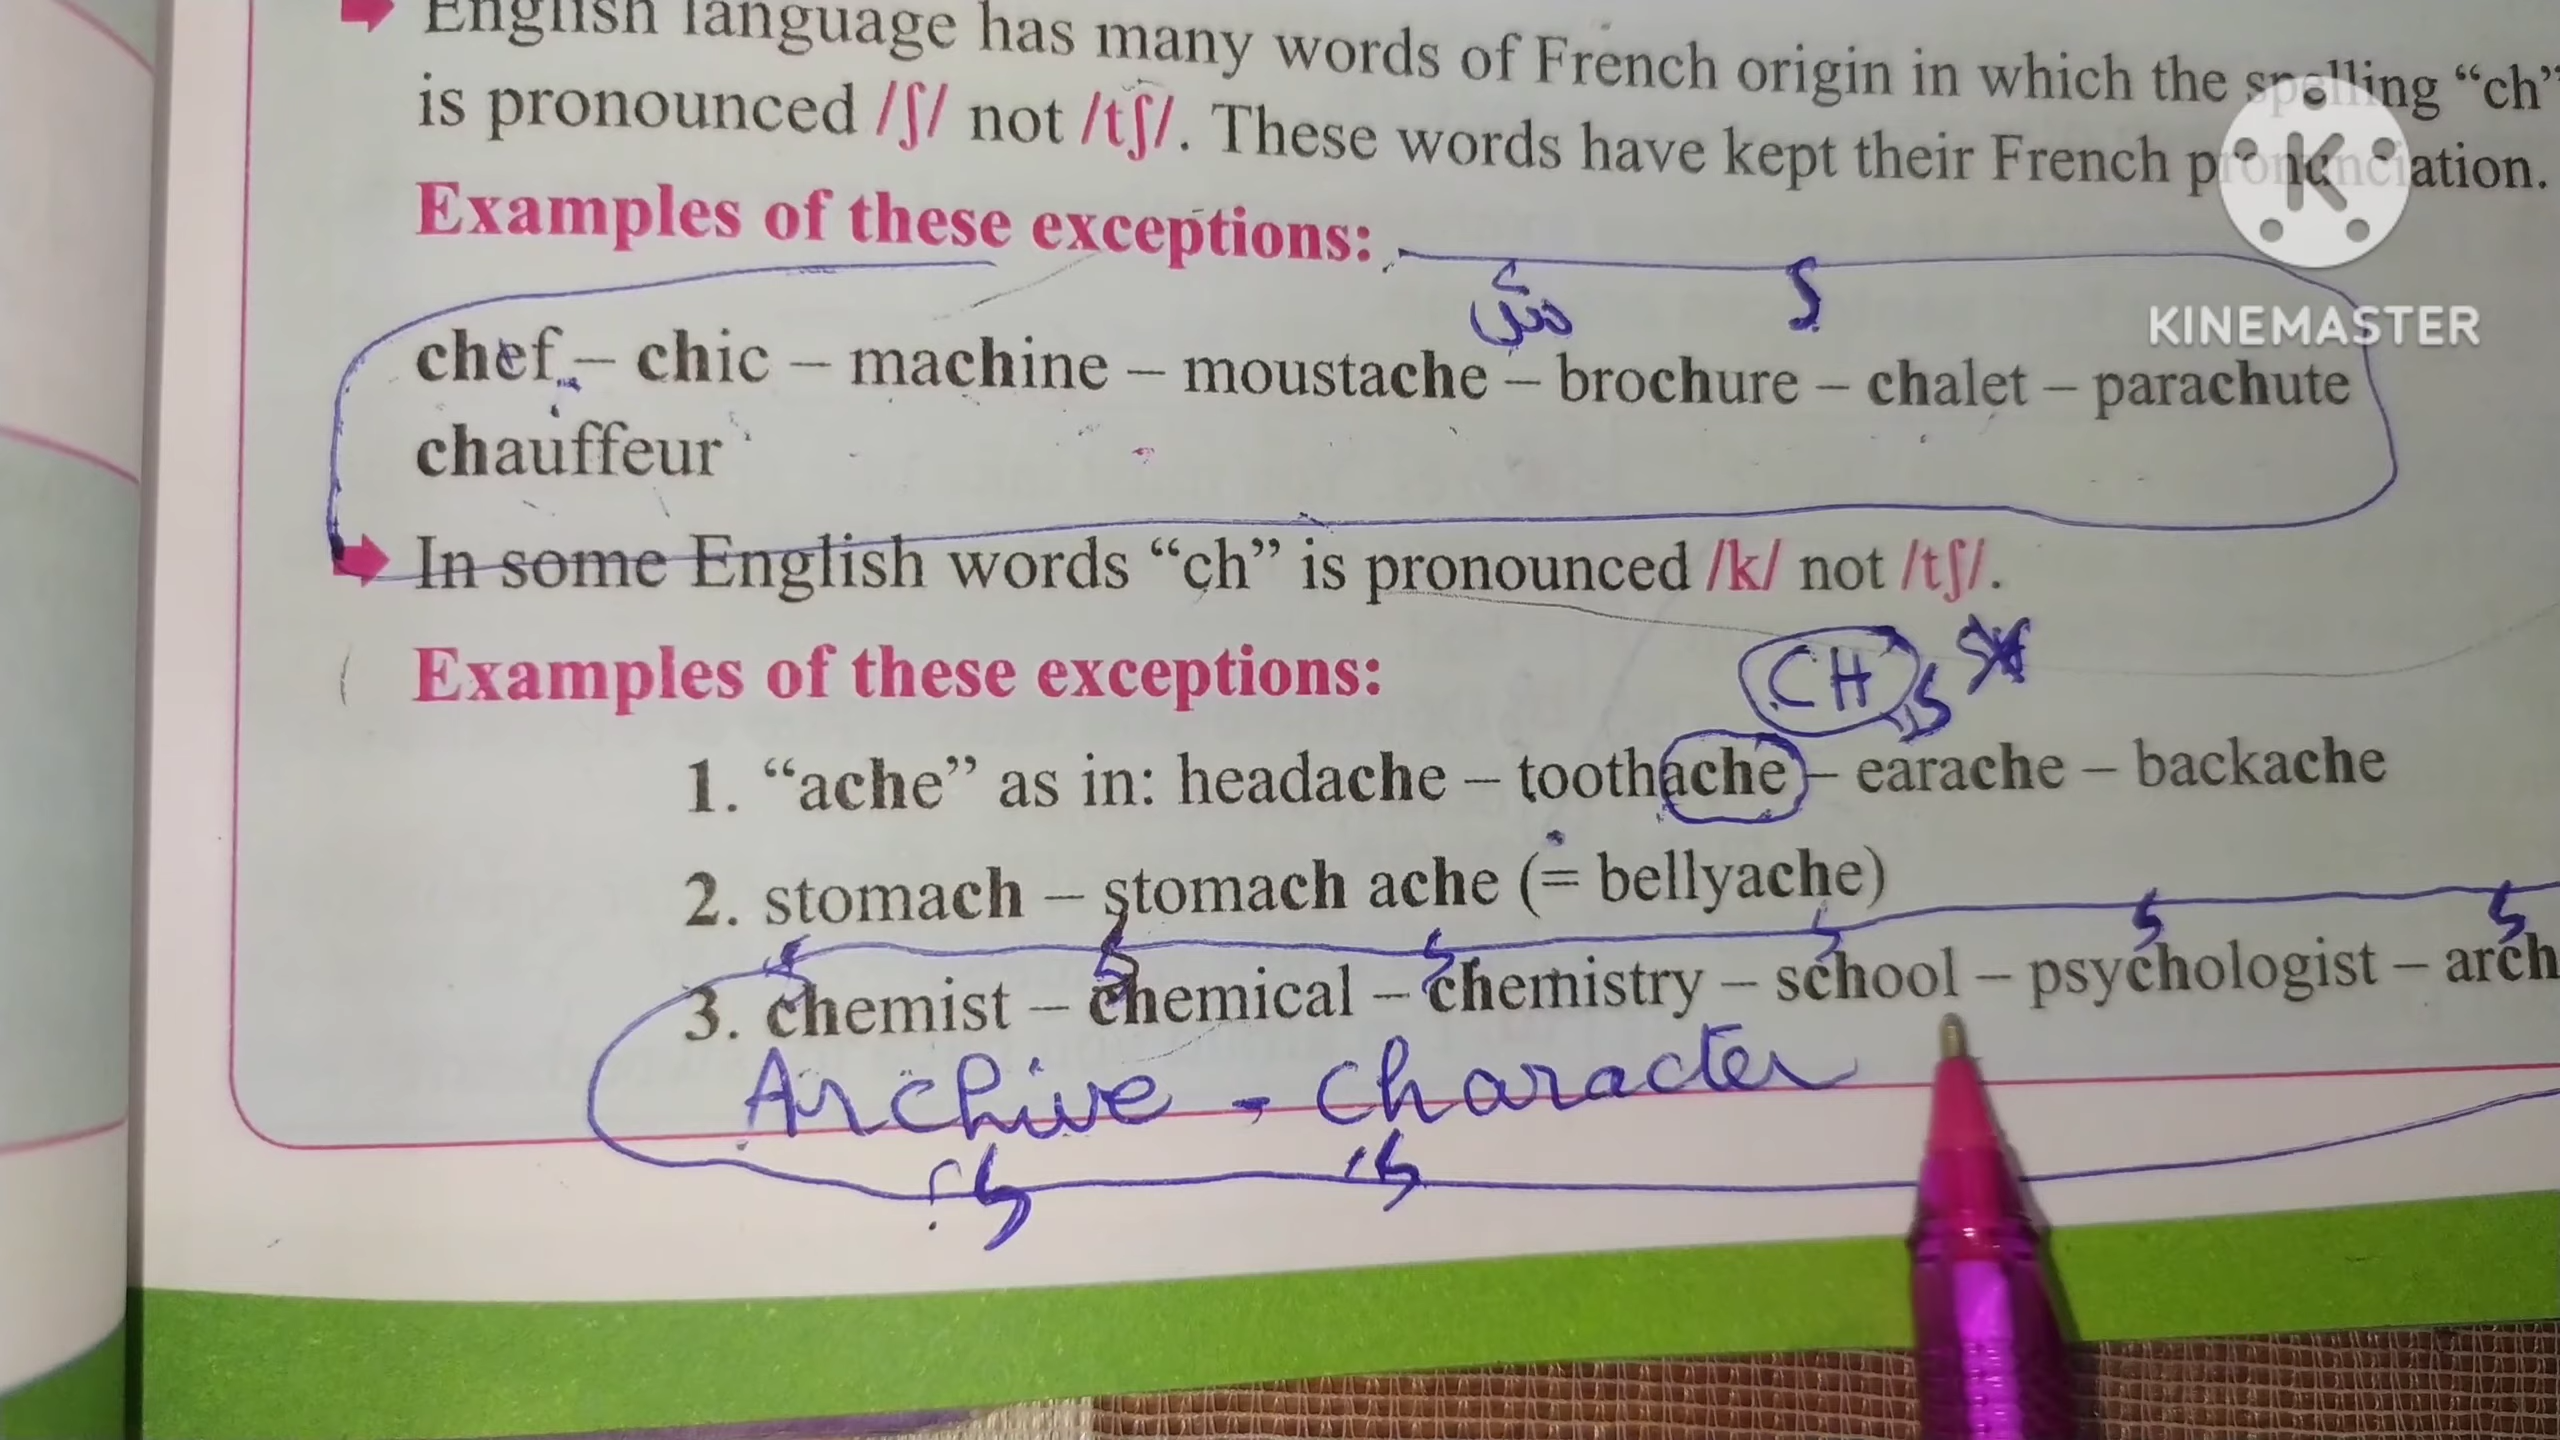 English language has many words of French origin in which the spelling “ch”
is pronounced /ʃ/ not /tʃ/. These words have kept their French pronunciation.
Examples of these exceptions:
ش
chef – chic – machine – moustache – brochure – chalet – parachute
chauffeur
In some English words “ch” is pronounced /k/ not /tʃ/.
Examples of these exceptions:
CH
1. “ache” as in: headache – toothache – earache – backache
2. stomach – stomach ache (= bellyache)
3. chemist – chemical – chemistry – school – psychologist – arch
Archive - character
K
KINEMASTER